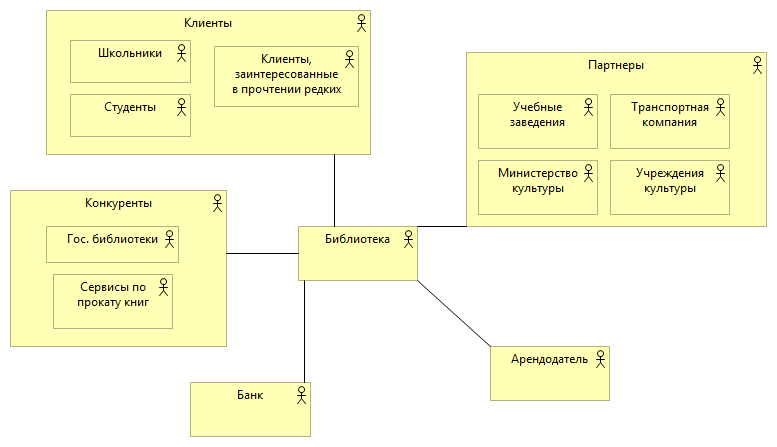 Клиенты
Школьники
Студенты
Клиенты,
заинтересованные
в прочтении редких
Партнеры
Учебные
заведения
Транспортная
компания
Министерство
культуры
Учреждения
культуры
Конкуренты
Гос. библиотеки
Сервисы по
прокату книг
Библиотека
Арендодатель
Банк